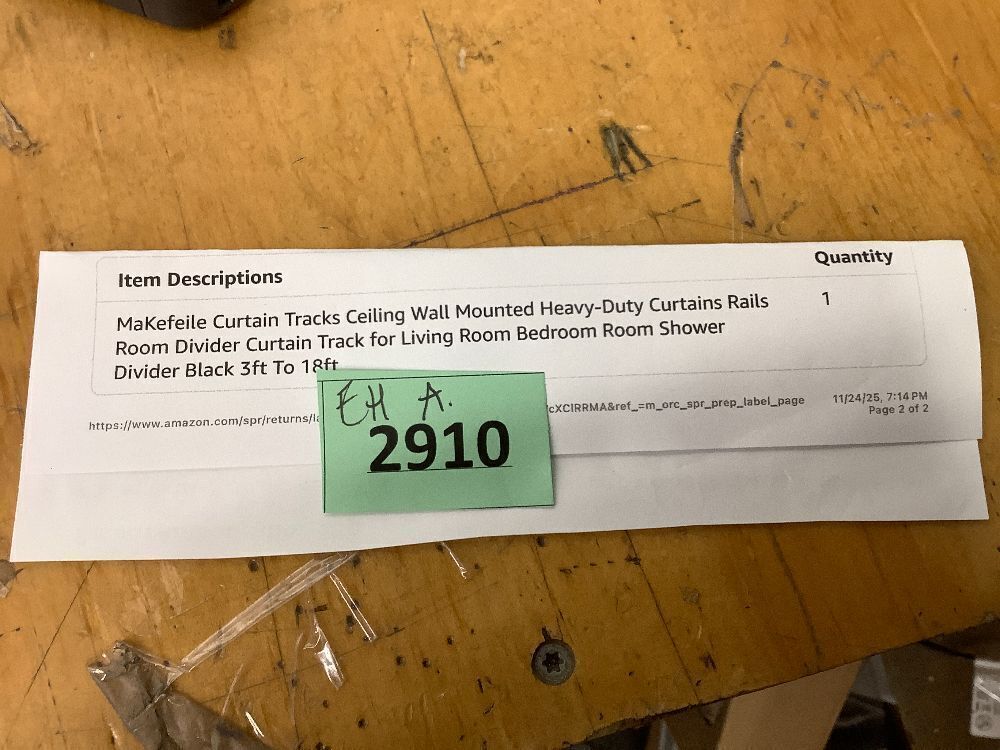 Item Descriptions
Quantity
MaKefeile Curtain Tracks Ceiling Wall Mounted Heavy-Duty Curtains Rails
1
Room Divider Curtain Track for Living Room Bedroom Room Shower
Divider Black 3ft To 18ft
EH A.
2910
https://www.amazon.com/spr/returns/la
cXCIRRMA&ref_=m_orc_spr_prep_label_page
11/24/25, 7:14 PM
Page 2 of 2